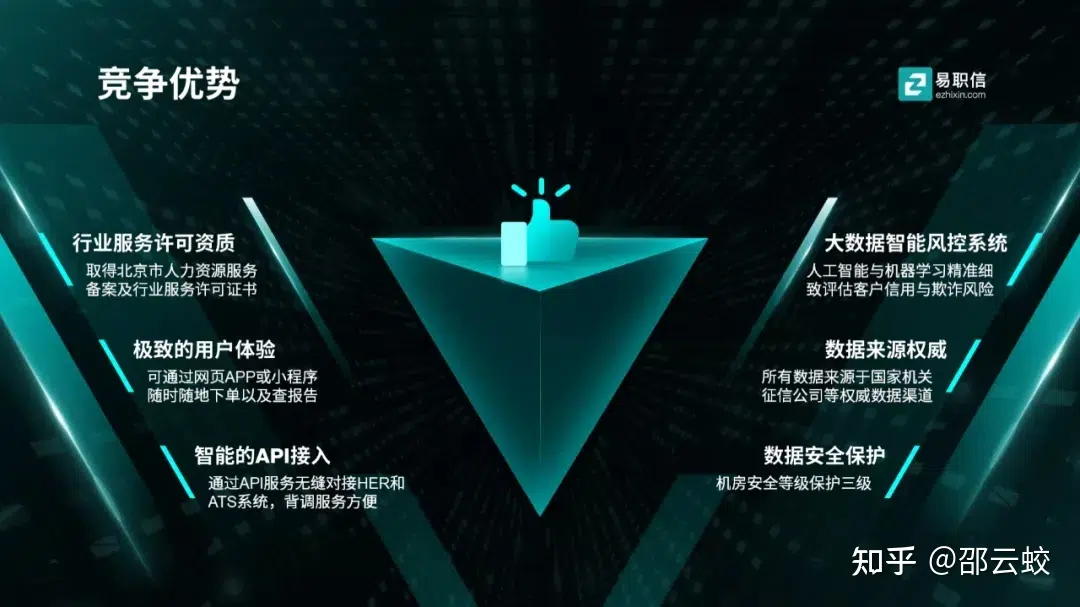 竞争优势
易职信
ezhixin.com
行业服务许可资质
取得北京市人力资源服务
备案及行业服务许可证书
极致的用户体验
可通过网页APP或小程序
随时随地下单以及查报告
智能的API接入
通过API服务无缝对接HER和
ATS系统，背调服务方便
大数据智能风控系统
人工智能与机器学习精准细
致评估客户信用与欺诈风险
数据来源权威
所有数据来源于国家机关
征信公司等权威数据渠道
数据安全保护
机房安全等级保护三级
知乎 @邵云蛟